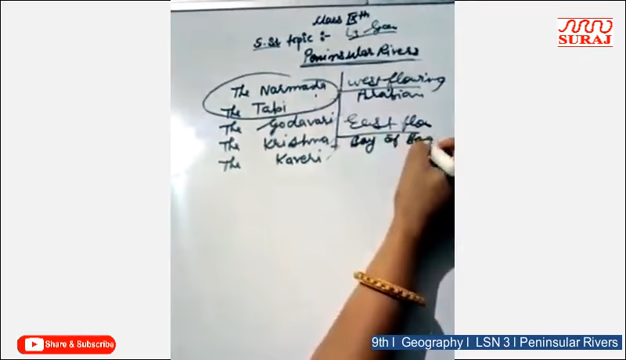 Class IXth
S.St topic :- Geo
Peninsular Rivers
The Narmada
The Tapi
The Godavari
The Krishna
The Kaveri
west flowing
Arabian
East flow
Bay of Ben
SURAJ
Share & Subscribe
9th I Geography I LSN 3 I Peninsular Rivers